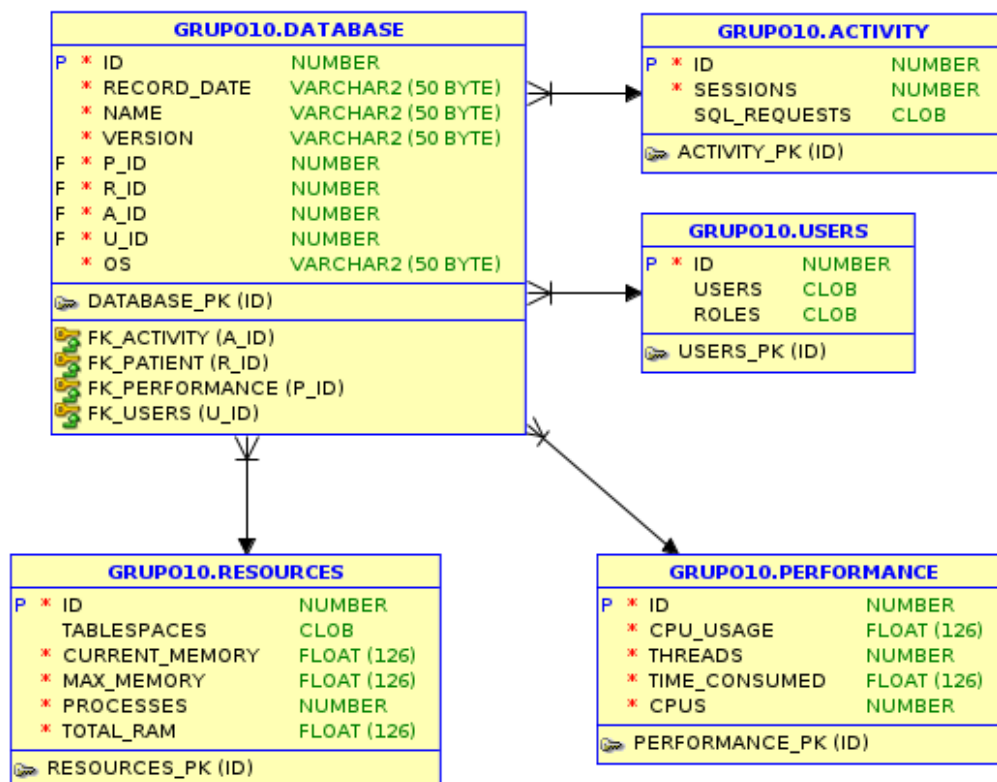 GRUPO10.DATABASE
P * ID NUMBER
* RECORD_DATE VARCHAR2 (50 BYTE)
* NAME VARCHAR2 (50 BYTE)
* VERSION VARCHAR2 (50 BYTE)
F * P_ID NUMBER
F * R_ID NUMBER
F * A_ID NUMBER
F * U_ID NUMBER
* OS VARCHAR2 (50 BYTE)
DATABASE_PK (ID)
FK_ACTIVITY (A_ID)
FK_PATIENT (R_ID)
FK_PERFORMANCE (P_ID)
FK_USERS (U_ID)
GRUPO10.ACTIVITY
P * ID NUMBER
* SESSIONS NUMBER
SQL_REQUESTS CLOB
ACTIVITY_PK (ID)
GRUPO10.USERS
P * ID NUMBER
USERS CLOB
ROLES CLOB
USERS_PK (ID)
GRUPO10.RESOURCES
P * ID NUMBER
TABLESPACES CLOB
* CURRENT_MEMORY FLOAT (126)
* MAX_MEMORY FLOAT (126)
* PROCESSES NUMBER
* TOTAL_RAM FLOAT (126)
RESOURCES_PK (ID)
GRUPO10.PERFORMANCE
P * ID NUMBER
* CPU_USAGE FLOAT (126)
* THREADS NUMBER
* TIME_CONSUMED FLOAT (126)
* CPUS NUMBER
PERFORMANCE_PK (ID)